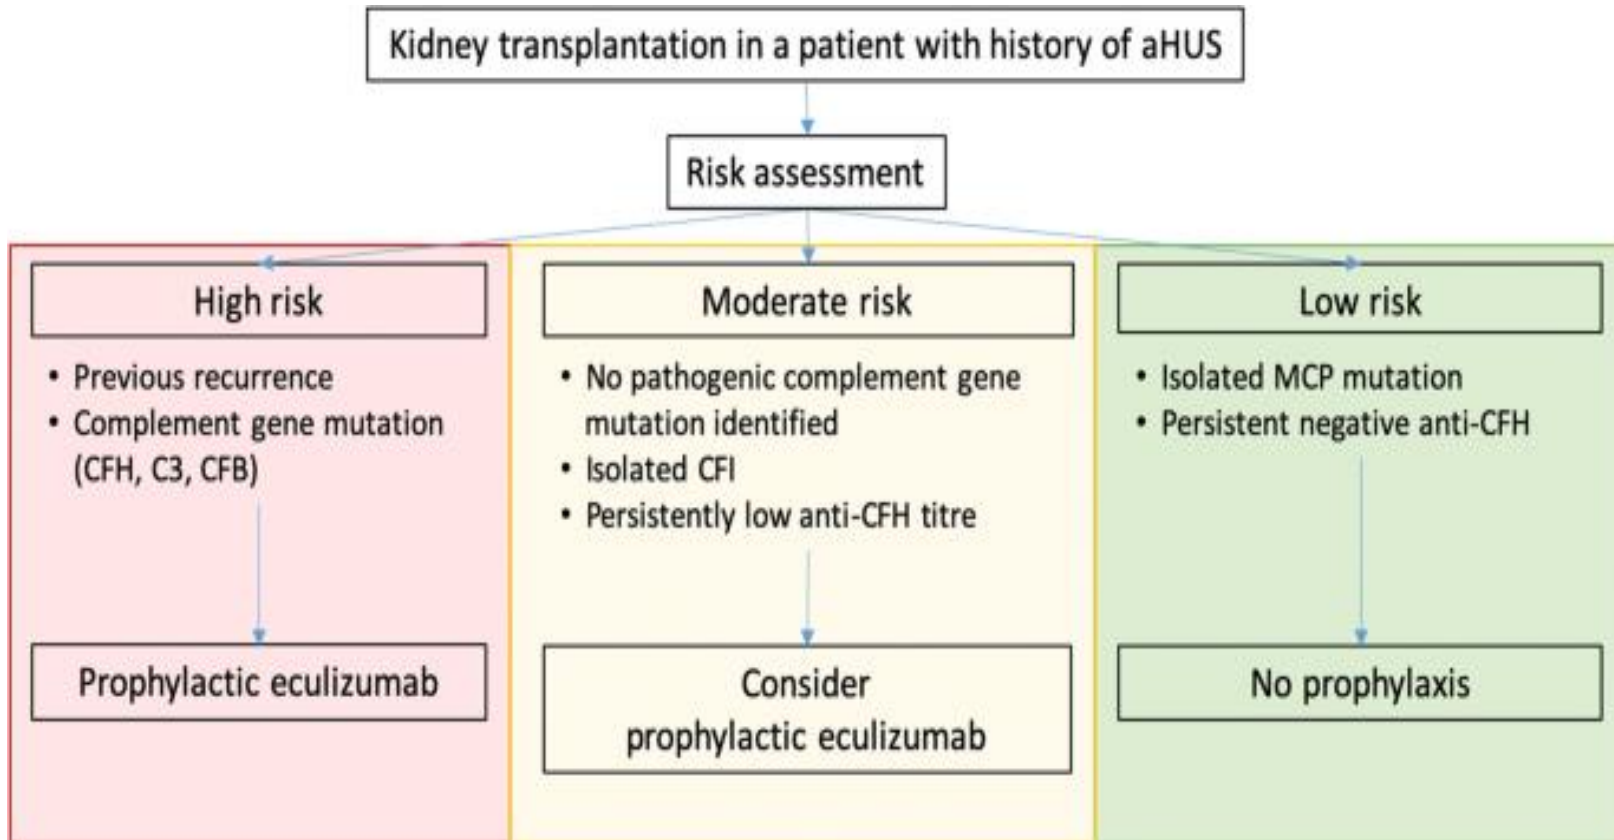 Kidney transplantation in a patient with history of aHUS
Risk assessment
High risk
• Previous recurrence
• Complement gene mutation
(CFH, C3, CFB)
Prophylactic eculizumab
Moderate risk
• No pathogenic complement gene
mutation identified
• Isolated CFI
• Persistently low anti-CFH titre
Consider
prophylactic eculizumab
Low risk
• Isolated MCP mutation
• Persistent negative anti-CFH
No prophylaxis